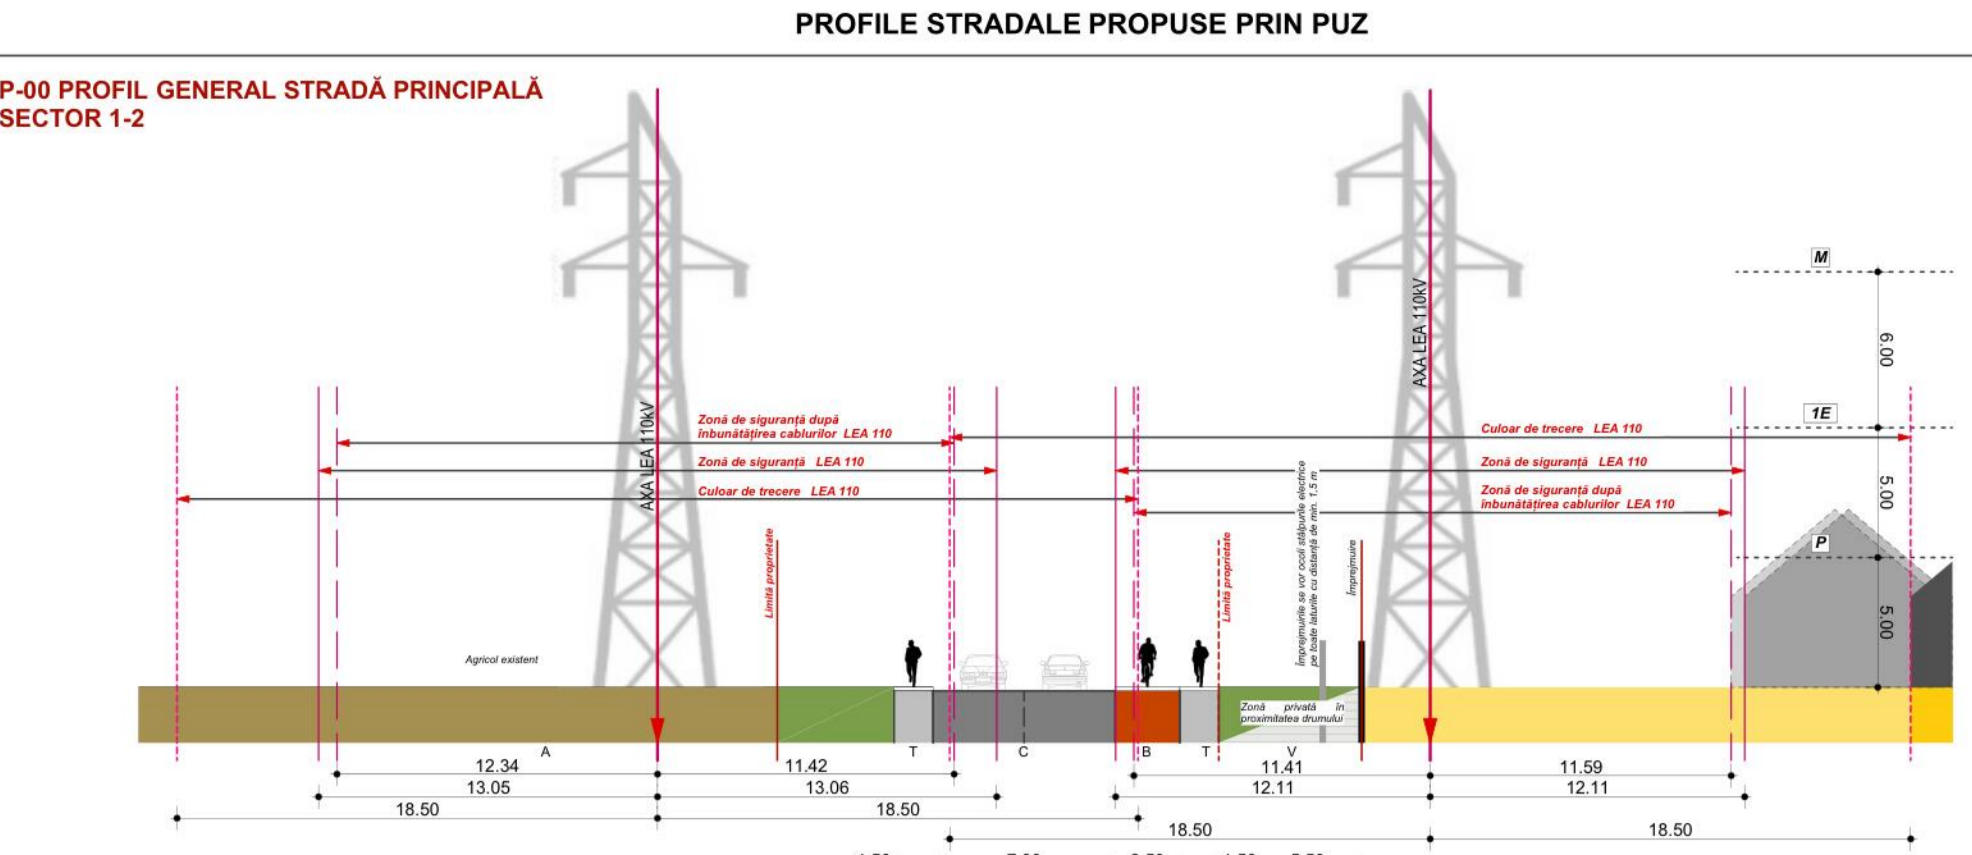 PROFILE STRADALE PROPUSE PRIN PUZ
P-00 PROFIL GENERAL STRADĂ PRINCIPALĂ
SECTOR 1-2
AXA LEA 110kV
AXA LEA 110kV
M
6.00
1E
5.00
P
5.00
Zonă de siguranță după
înbunătățirea cablurilor LEA 110
Zonă de siguranță LEA 110
Culoar de trecere LEA 110
Culoar de trecere LEA 110
Zonă de siguranță LEA 110
Zonă de siguranță după
înbunătățirea cablurilor LEA 110
Limită proprietate
Limită proprietate
Împrejmuirile se vor ocoli stâlpurile electrice
pe toate laturile cu distanță de min. 1,5 m
Împrejmuire
Agricol existent
Zonă privată în
proximitatea drumului
A T C B T V
12.34 11.42 11.41 11.59
13.05 13.06 12.11 12.11
18.50 18.50
18.50 18.50